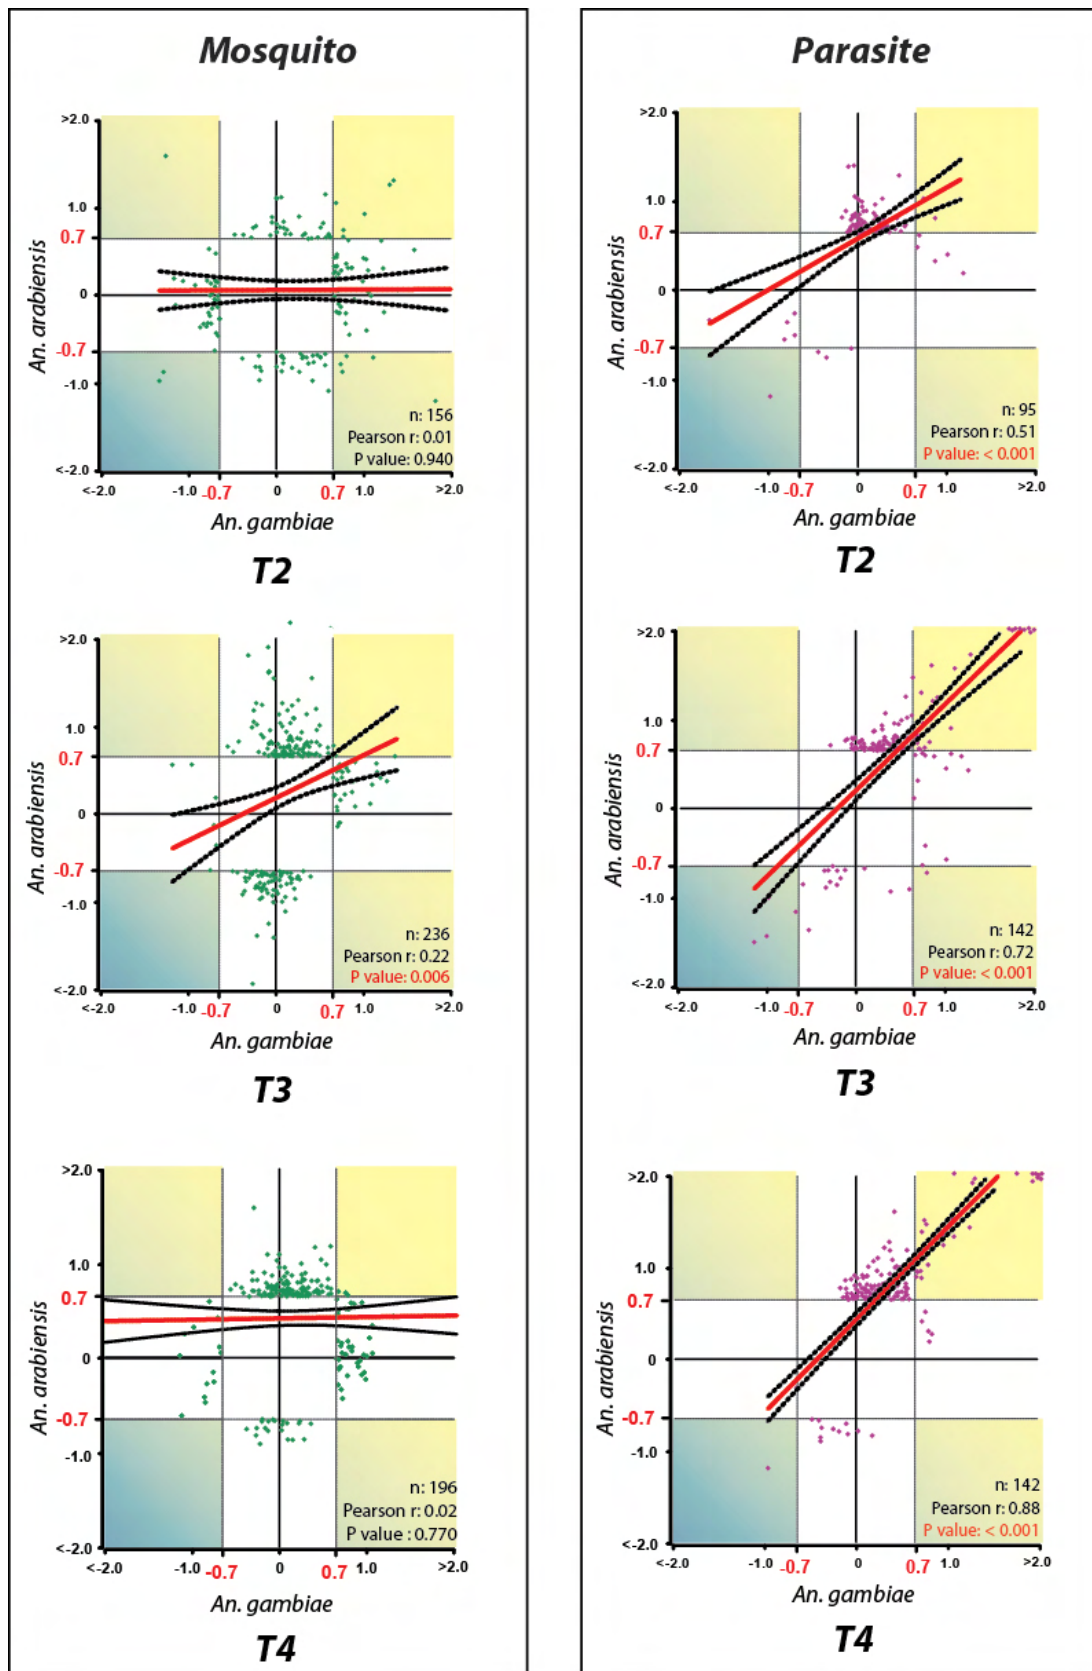 Mosquito
>2.0
1.0
0.7
0
-0.7
-1.0
<-2.0
An. arabiensis
n: 156
Pearson r: 0.01
P value: 0.940
<-2.0 -1.0 -0.7 0 0.7 1.0 >2.0
An. gambiae
T2
>2.0
1.0
0.7
0
-0.7
-1.0
<-2.0
An. arabiensis
n: 236
Pearson r: 0.22
P value: 0.006
<-2.0 -1.0 -0.7 0 0.7 1.0 >2.0
An. gambiae
T3
>2.0
1.0
0.7
0
-0.7
-1.0
<-2.0
An. arabiensis
n: 196
Pearson r: 0.02
P value : 0.770
<-2.0 -1.0 -0.7 0 0.7 1.0 >2.0
An. gambiae
T4
Parasite
>2.0
1.0
0.7
0
-0.7
-1.0
<-2.0
An. arabiensis
n: 95
Pearson r: 0.51
P value: < 0.001
<-2.0 -1.0 -0.7 0 0.7 1.0 >2.0
An. gambiae
T2
>2.0
1.0
0.7
0
-0.7
-1.0
<-2.0
An. arabiensis
n: 142
Pearson r: 0.72
P value: < 0.001
<-2.0 -1.0 -0.7 0 0.7 1.0 >2.0
An. gambiae
T3
>2.0
1.0
0.7
0
-0.7
-1.0
<-2.0
An. arabiensis
n: 142
Pearson r: 0.88
P value: < 0.001
<-2.0 -1.0 -0.7 0 0.7 1.0 >2.0
An. gambiae
T4